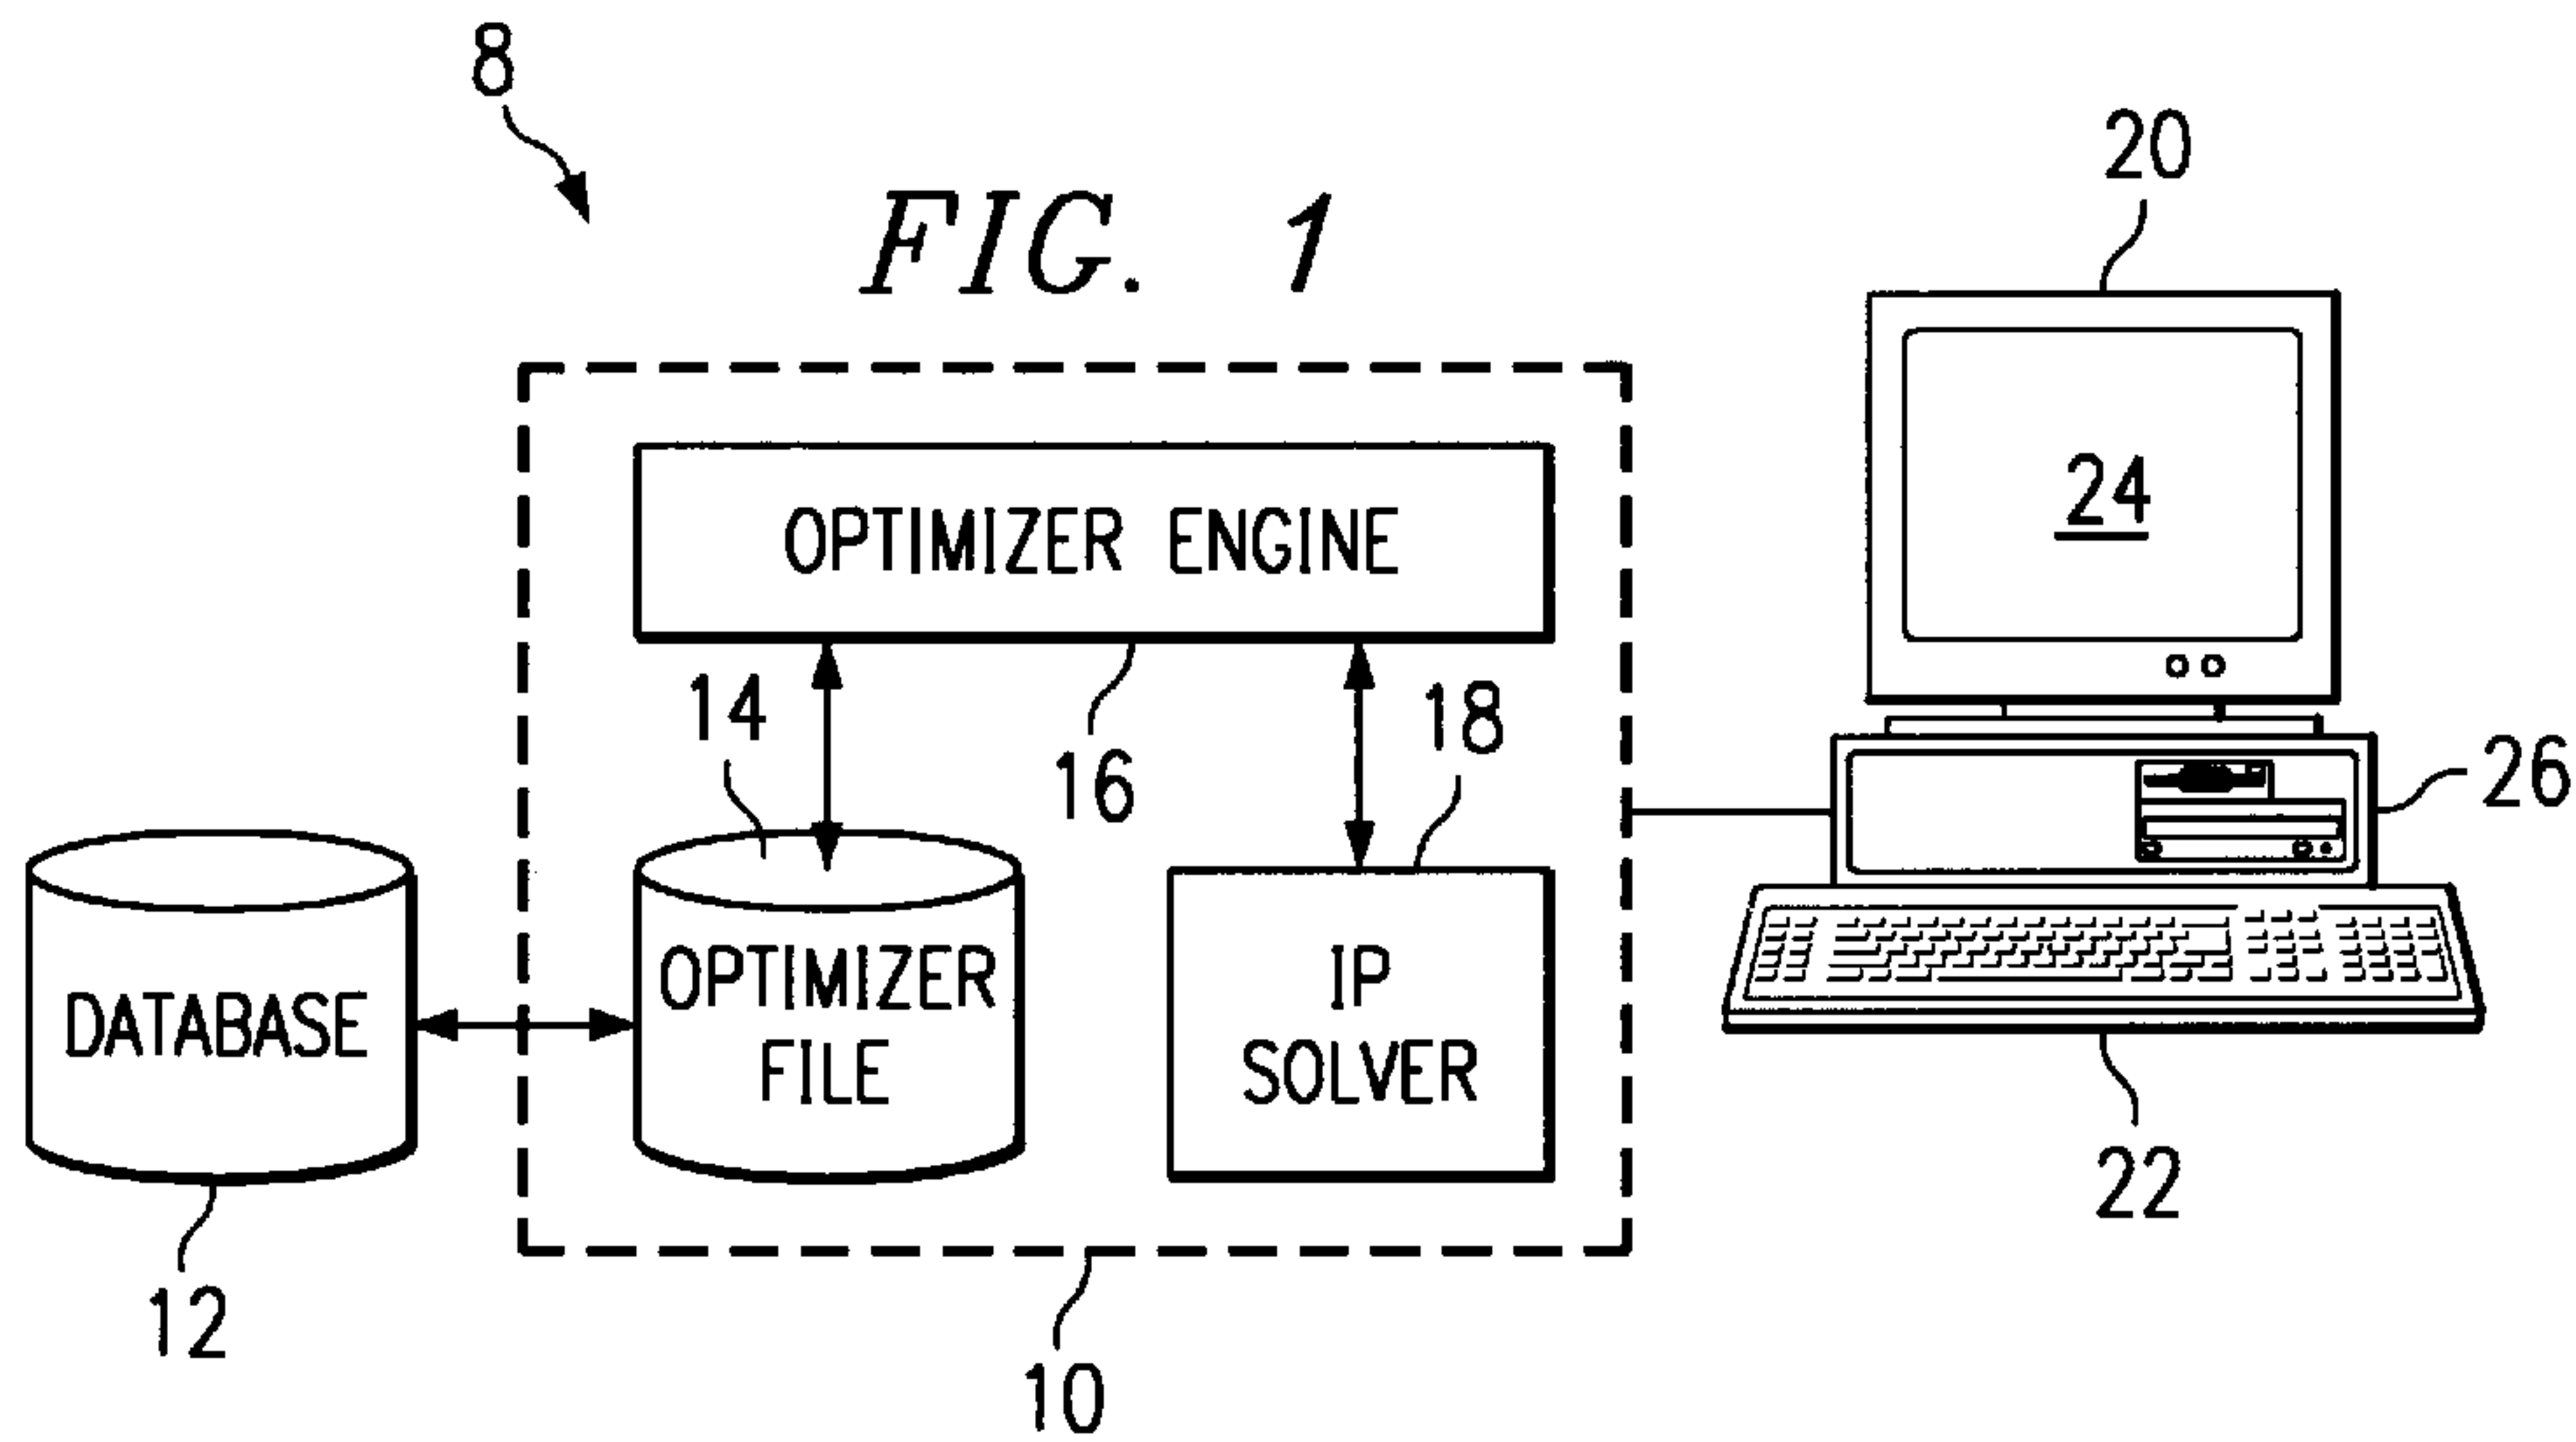 8
FIG. 1
20
24
OPTIMIZER ENGINE
14
16
18
26
DATABASE
OPTIMIZER
FILE
IP
SOLVER
22
12
10